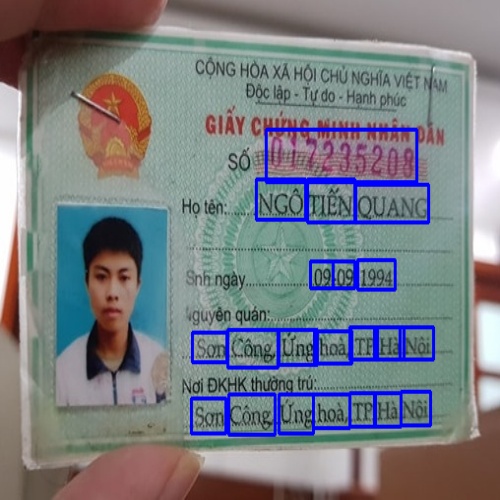 CỘNG HÒA XÃ HỘI CHỦ NGHĨA VIỆT NAM
Độc lập - Tự do - Hạnh phúc
GIẤY CHỨNG MINH NHÂN DÂN
SỐ 017235208
Họ tên: NGÔ TIẾN QUANG
Sinh ngày 09-09-1994
Nguyên quán:
Sơn Công, Ứng hoà, TP Hà Nội
Nơi ĐKHK thường trú:
Sơn Công, Ứng hoà, TP Hà Nội